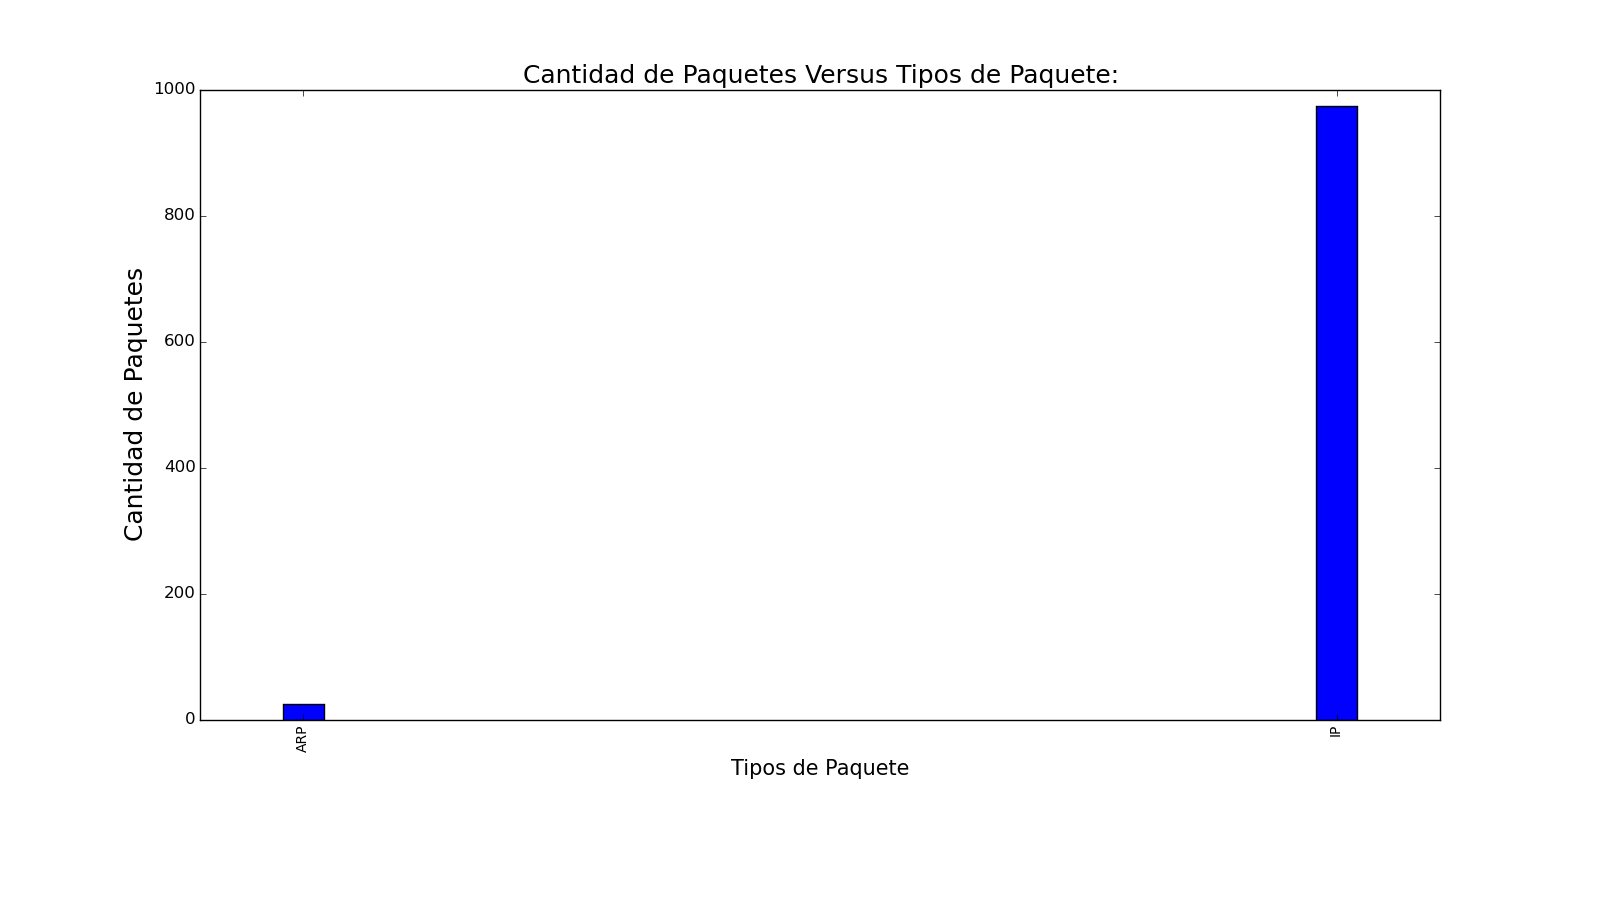 Cantidad de Paquetes Versus Tipos de Paquete:
Cantidad de Paquetes
1000
800
600
400
200
0
ARP
IP
Tipos de Paquete